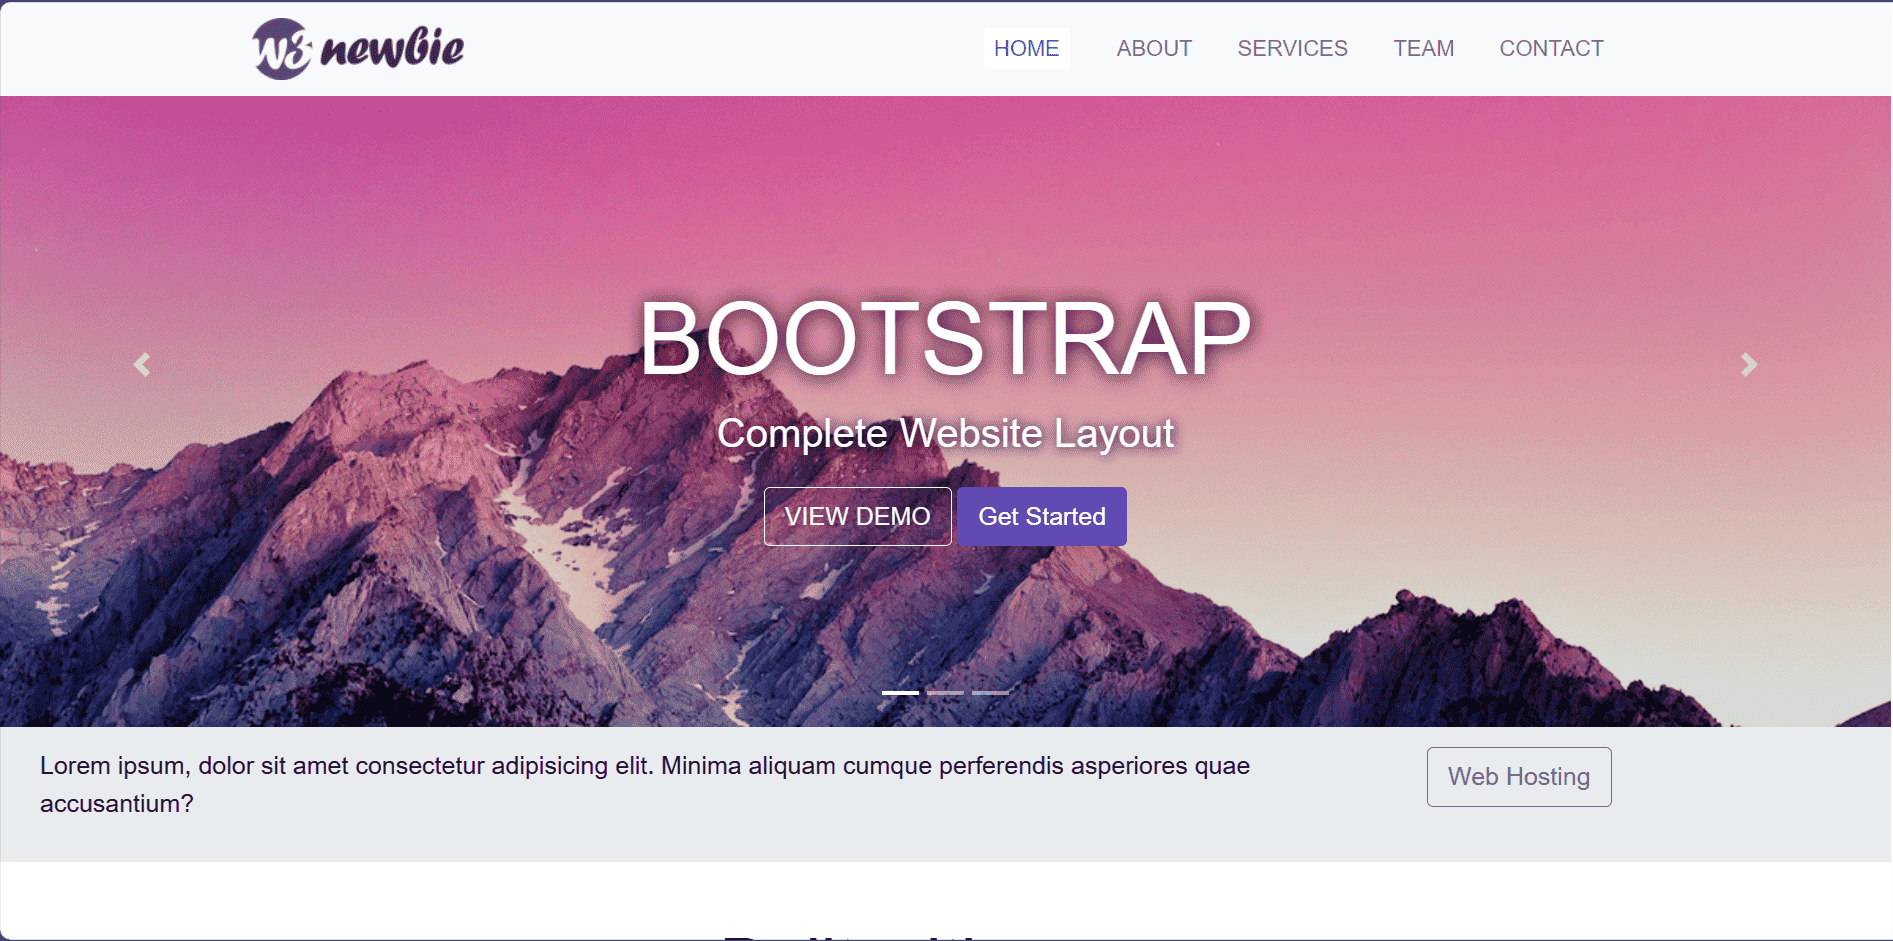 W3 newbie
HOME ABOUT SERVICES TEAM CONTACT
BOOTSTRAP
Complete Website Layout
VIEW DEMO Get Started
Lorem ipsum, dolor sit amet consectetur adipisicing elit. Minima aliquam cumque perferendis asperiores quae
accusantium?
Web Hosting